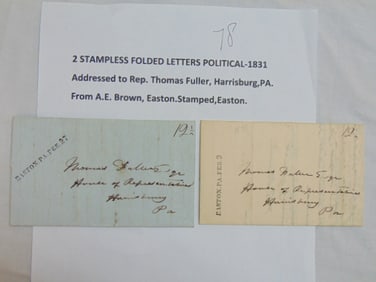 78
2 STAMPLESS FOLDED LETTERS POLITICAL-1831
Addressed to Rep. Thomas Fuller, Harrisburg,PA.
From A.E. Brown, Easton.Stamped,Easton.
EASTON-PA. FEB. 27
Thomas Fuller Esqr
House of Representatives
Harrisburg
Pa
EASTON-PA. FEB. 3
Thomas Fuller Esqr
House of Representatives
Harrisburg
Pa